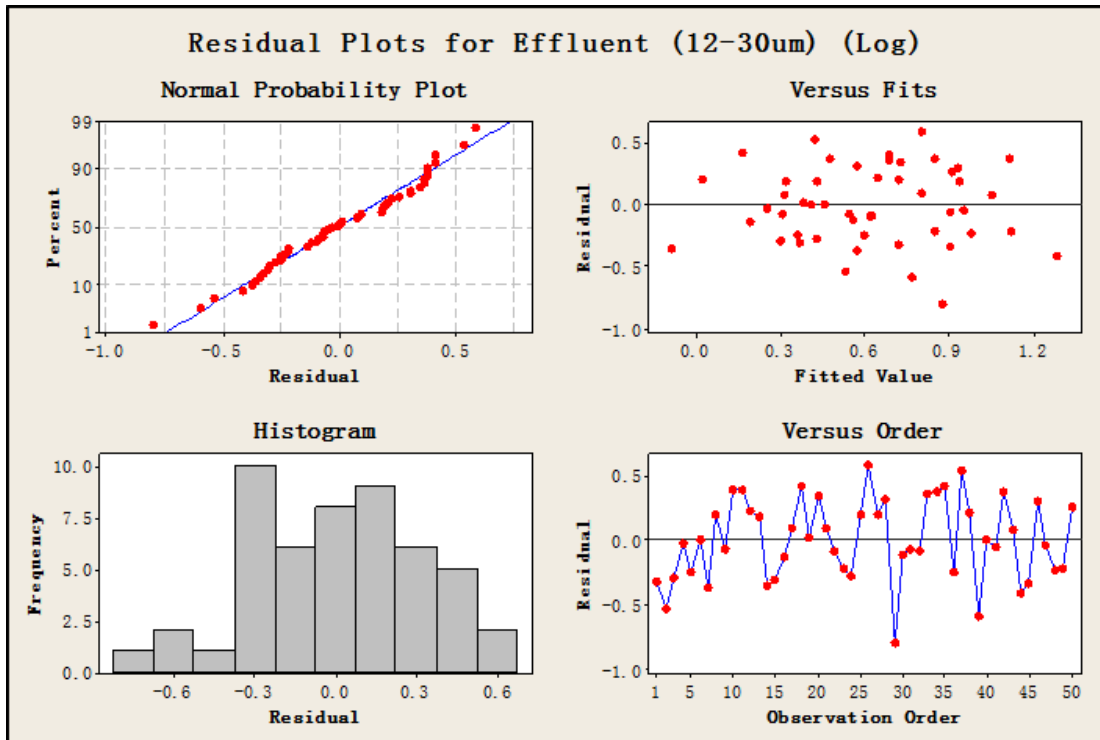 Residual Plots for Effluent (12-30um) (Log)
Normal Probability Plot
99
90
50
10
1
Percent
-1.0 -0.5 0.0 0.5
Residual
Versus Fits
0.5
0.0
-0.5
-1.0
Residual
0.0 0.3 0.6 0.9 1.2
Fitted Value
Histogram
10.0
7.5
5.0
2.5
0.0
Frequency
-0.6 -0.3 0.0 0.3 0.6
Residual
Versus Order
0.5
0.0
-0.5
-1.0
Residual
1 5 10 15 20 25 30 35 40 45 50
Observation Order